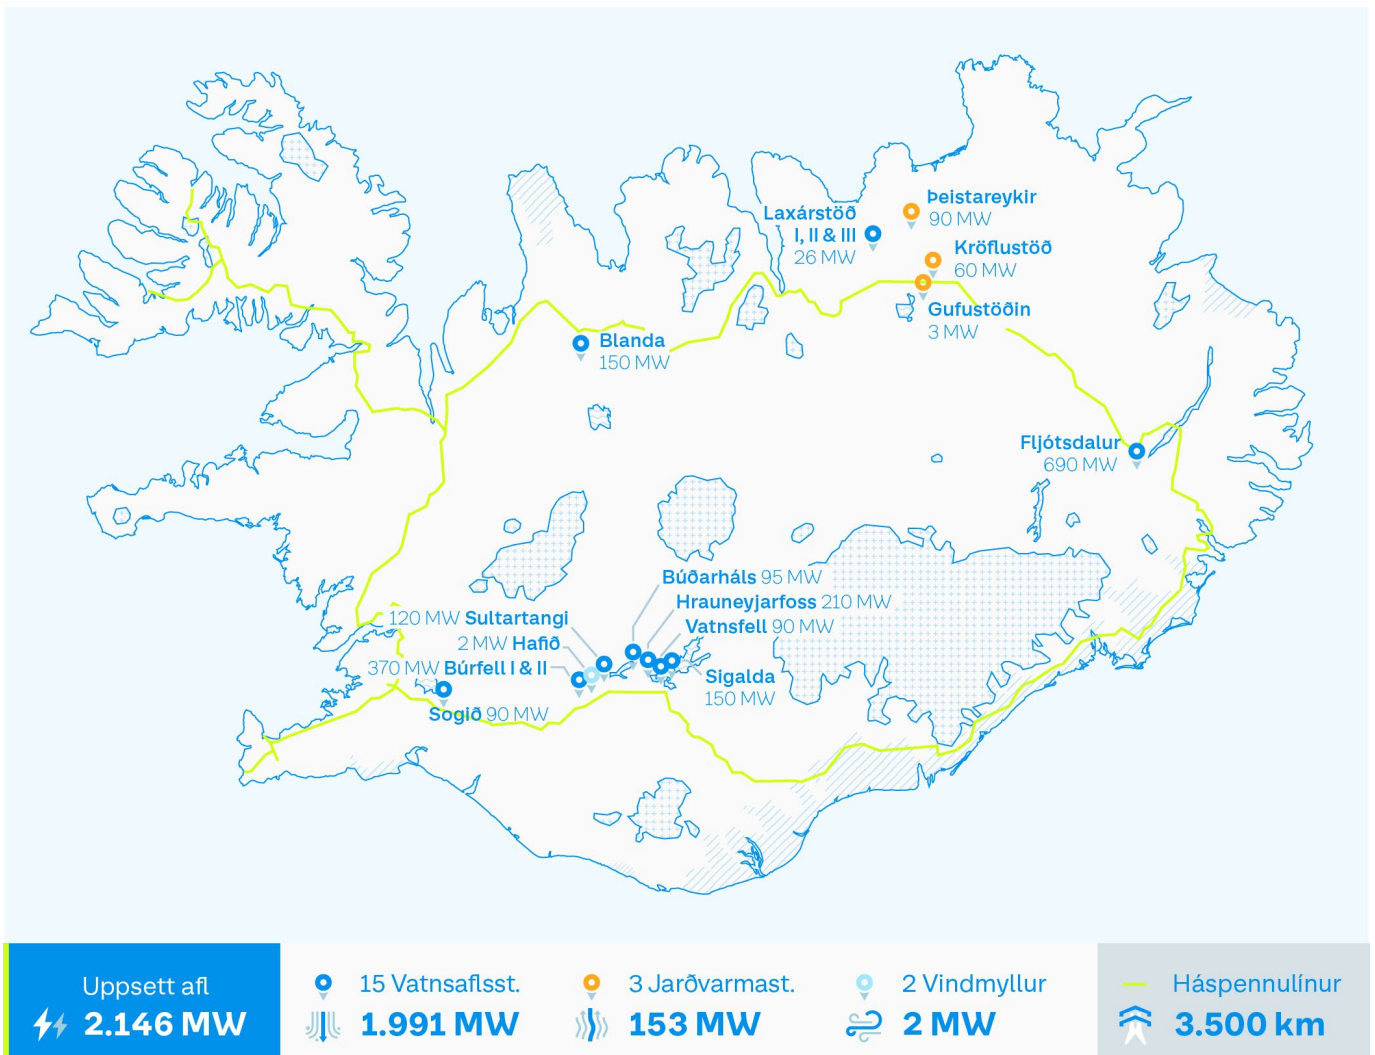 Þeistareykir
90 MW
Laxárstöð
I, II & III
26 MW
Kröflustöð
60 MW
Gufustöðin
3 MW
Blanda
150 MW
Fljótsdalur
690 MW
Búðarháls 95 MW
Hrauneyjarfoss 210 MW
Vatnsfell 90 MW
120 MW Sultartangi
2 MW Hafið
370 MW Búrfell I & II
Sigalda
150 MW
Sogið 90 MW
Uppsett afl
2.146 MW
15 Vatnsaflsst.
1.991 MW
3 Jarðvarmast.
153 MW
2 Vindmyllur
2 MW
Háspennulínur
3.500 km